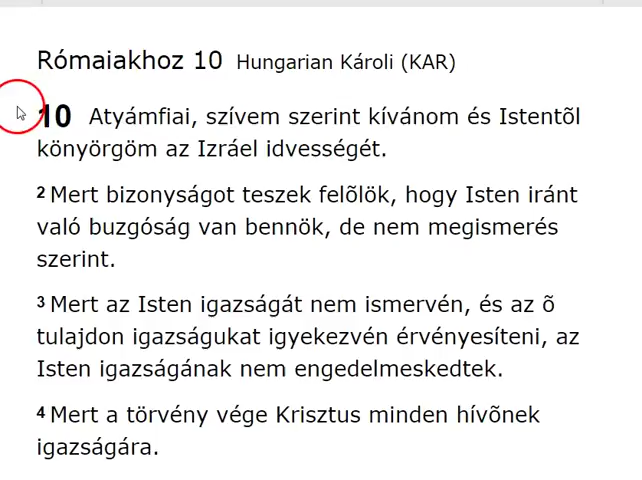 Rómaiakhoz 10 Hungarian Károli (KAR)
10 Atyámfiai, szívem szerint kívánom és Istentõl
könyörgöm az Izráel idvességét.
2 Mert bizonyságot teszek felõlök, hogy Isten iránt
való buzgóság van bennök, de nem megismerés
szerint.
3 Mert az Isten igazságát nem ismervén, és az õ
tulajdon igazságukat igyekezvén érvényesíteni, az
Isten igazságának nem engedelmeskedtek.
4 Mert a törvény vége Krisztus minden hívõnek
igazságára.